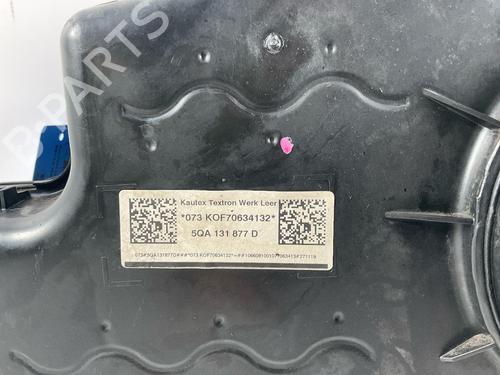 B-PARTS
Kautex Textron Werk Leer
*073 KOF70634132*
5QA 131 877 D